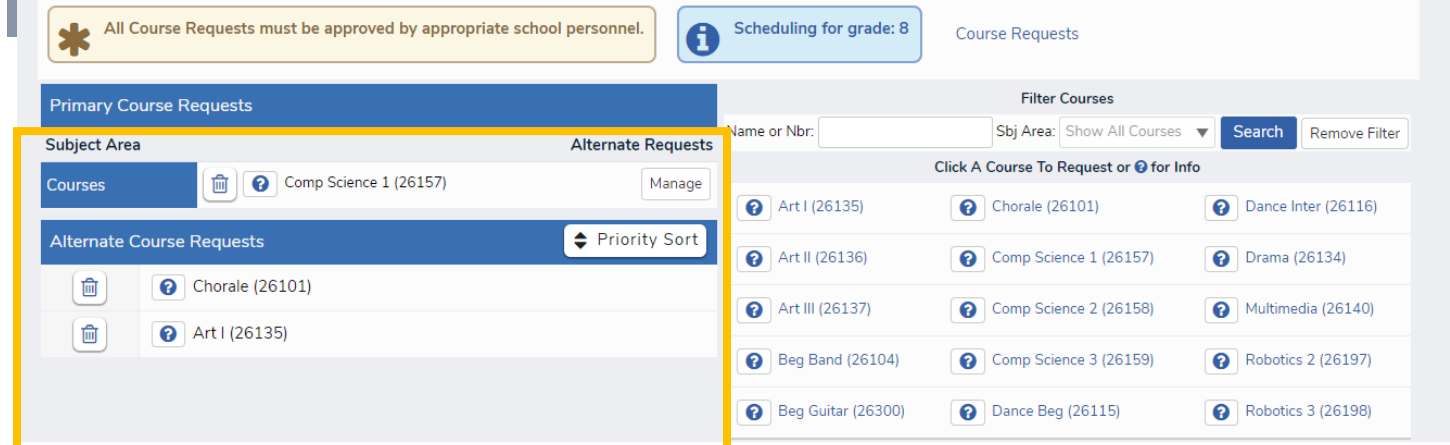 All Course Requests must be approved by appropriate school personnel.
Scheduling for grade: 8
Course Requests
Primary Course Requests
Subject Area Alternate Requests
Courses Comp Science 1 (26157) Manage
Alternate Course Requests Priority Sort
Chorale (26101)
Art I (26135)
Filter Courses
Name or Nbr: Sbj Area: Show All Courses Search Remove Filter
Click A Course To Request or ? for Info
? Art I (26135) ? Chorale (26101) ? Dance Inter (26116)
? Art II (26136) ? Comp Science 1 (26157) ? Drama (26134)
? Art III (26137) ? Comp Science 2 (26158) ? Multimedia (26140)
? Beg Band (26104) ? Comp Science 3 (26159) ? Robotics 2 (26197)
? Beg Guitar (26300) ? Dance Beg (26115) ? Robotics 3 (26198)